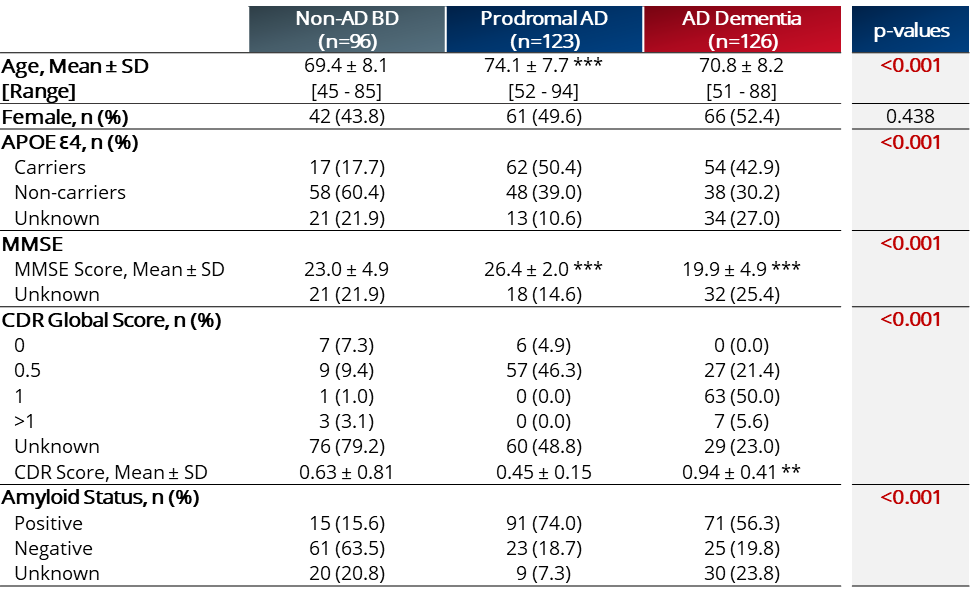 Non-AD BD Prodromal AD AD Dementia p-values
(n=96) (n=123) (n=126)
Age, Mean ± SD 69.4 ± 8.1 74.1 ± 7.7 *** 70.8 ± 8.2 <0.001
[Range] [45 - 85] [52 - 94] [51 - 88]
Female, n (%) 42 (43.8) 61 (49.6) 66 (52.4) 0.438
APOE ε4, n (%) <0.001
Carriers 17 (17.7) 62 (50.4) 54 (42.9)
Non-carriers 58 (60.4) 48 (39.0) 38 (30.2)
Unknown 21 (21.9) 13 (10.6) 34 (27.0)
MMSE <0.001
MMSE Score, Mean ± SD 23.0 ± 4.9 26.4 ± 2.0 *** 19.9 ± 4.9 ***
Unknown 21 (21.9) 18 (14.6) 32 (25.4)
CDR Global Score, n (%) <0.001
0 7 (7.3) 6 (4.9) 0 (0.0)
0.5 9 (9.4) 57 (46.3) 27 (21.4)
1 1 (1.0) 0 (0.0) 63 (50.0)
>1 3 (3.1) 0 (0.0) 7 (5.6)
Unknown 76 (79.2) 60 (48.8) 29 (23.0)
CDR Score, Mean ± SD 0.63 ± 0.81 0.45 ± 0.15 0.94 ± 0.41 **
Amyloid Status, n (%) <0.001
Positive 15 (15.6) 91 (74.0) 71 (56.3)
Negative 61 (63.5) 23 (18.7) 25 (19.8)
Unknown 20 (20.8) 9 (7.3) 30 (23.8)